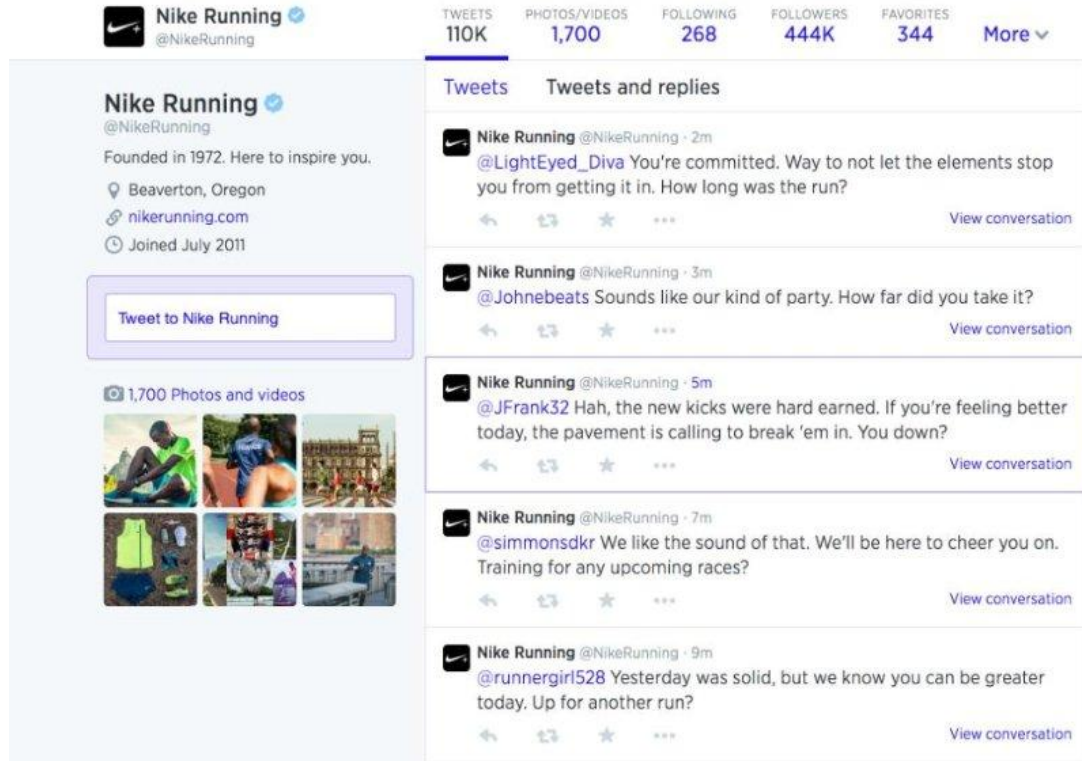 Nike Running
@NikeRunning
TWEETS
110K
PHOTOS/VIDEOS
1,700
FOLLOWING
268
FOLLOWERS
444K
FAVORITES
344
More
Nike Running
@NikeRunning
Founded in 1972. Here to inspire you.
Beaverton, Oregon
nikerunning.com
Joined July 2011
Tweet to Nike Running
1,700 Photos and videos
Tweets Tweets and replies
Nike Running @NikeRunning · 2m
@LightEyed_Diva You're committed. Way to not let the elements stop
you from getting it in. How long was the run?
View conversation
Nike Running @NikeRunning · 3m
@Johnebeats Sounds like our kind of party. How far did you take it?
View conversation
Nike Running @NikeRunning · 5m
@JFrank32 Hah, the new kicks were hard earned. If you're feeling better
today, the pavement is calling to break 'em in. You down?
View conversation
Nike Running @NikeRunning · 7m
@simmonsdkr We like the sound of that. We'll be here to cheer you on.
Training for any upcoming races?
View conversation
Nike Running @NikeRunning · 9m
@runnergirl528 Yesterday was solid, but we know you can be greater
today. Up for another run?
View conversation